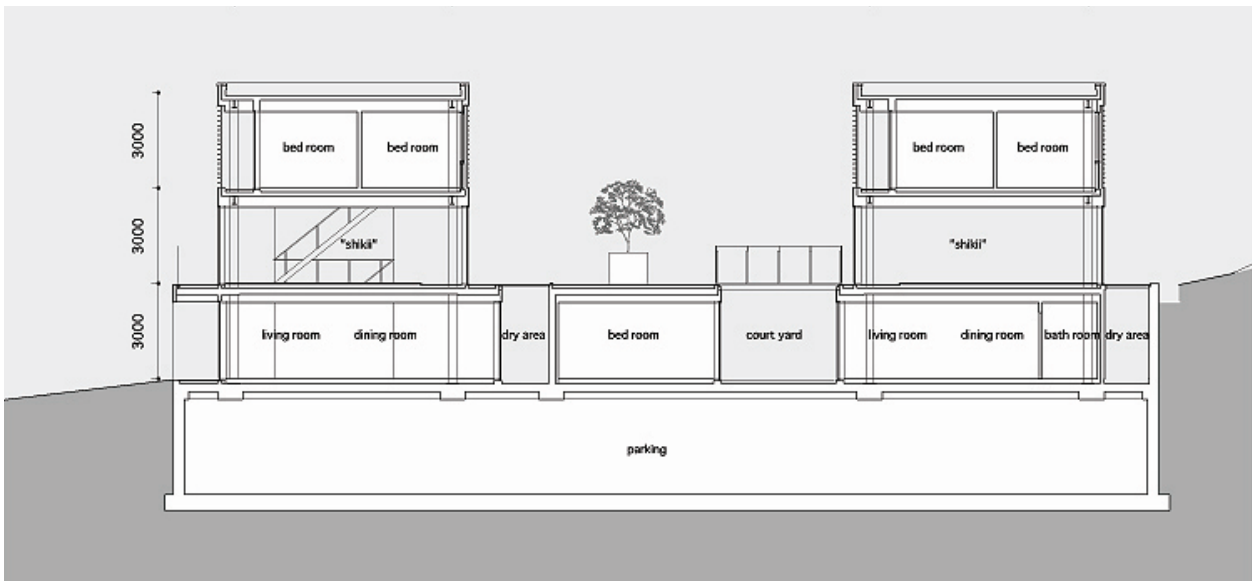 3000
bed room
bed room
bed room
bed room
3000
"shikii"
"shikii"
3000
living room
dining room
dry area
bed room
court yard
living room
dining room
bath room
dry area
parking